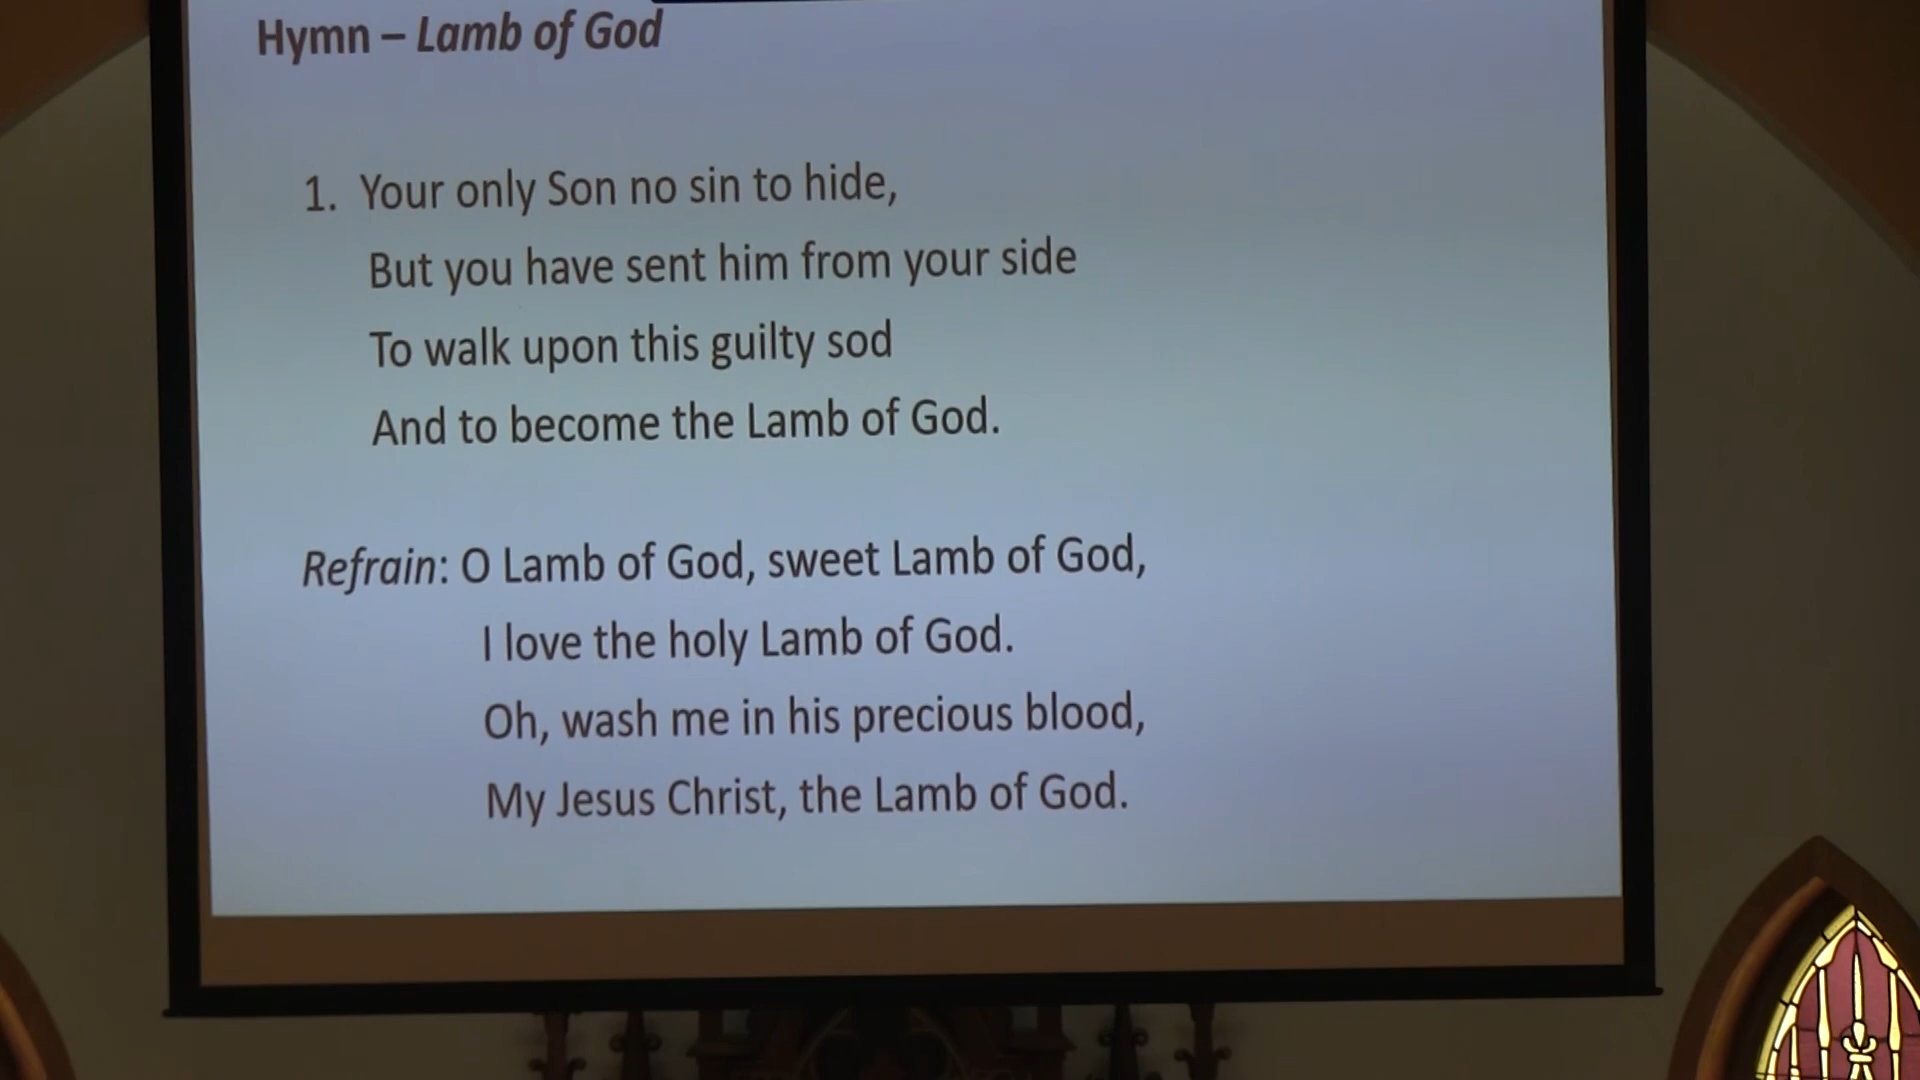 Hymn – Lamb of God
1. Your only Son no sin to hide,
But you have sent him from your side
To walk upon this guilty sod
And to become the Lamb of God.
Refrain: O Lamb of God, sweet Lamb of God,
I love the holy Lamb of God.
Oh, wash me in his precious blood,
My Jesus Christ, the Lamb of God.